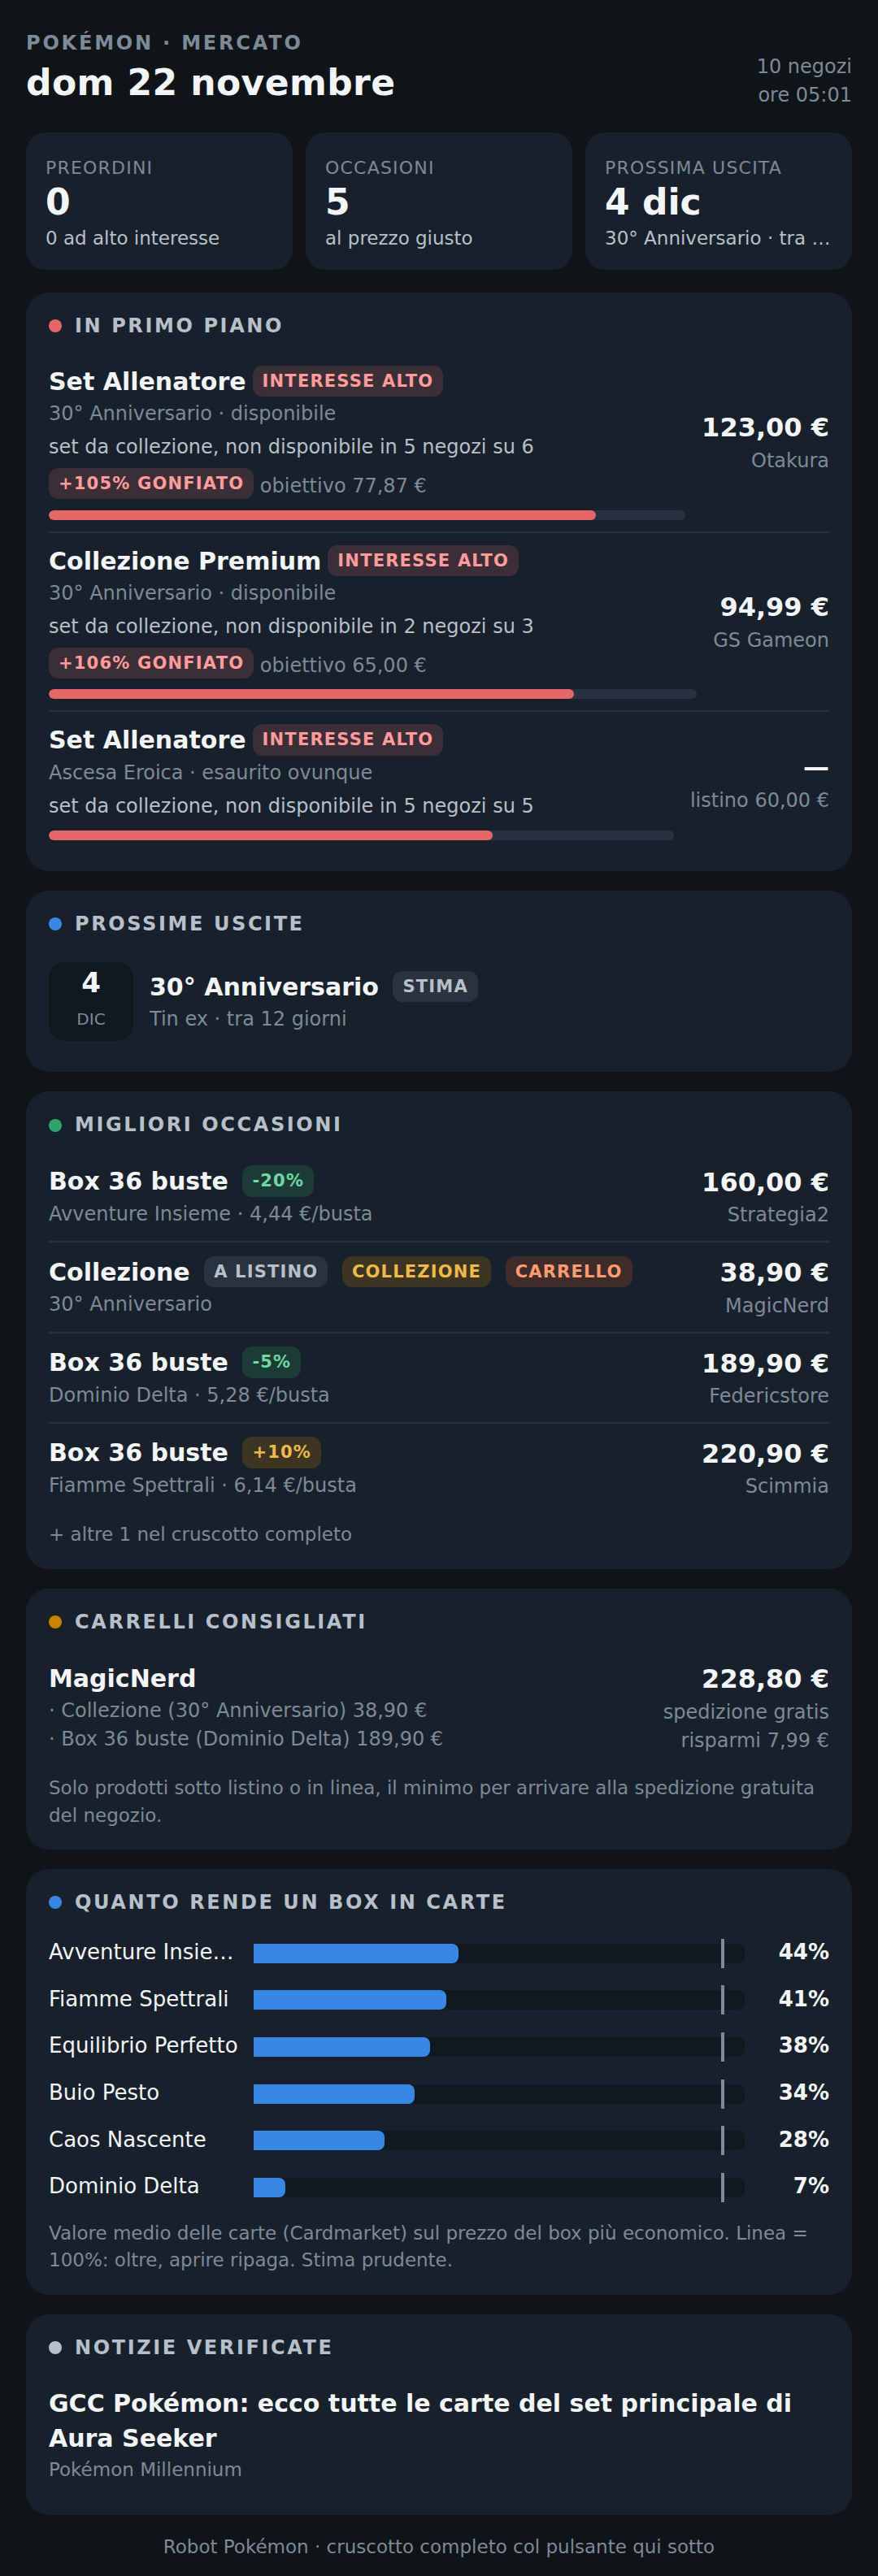 POKÉMON · MERCATO
dom 22 novembre
10 negozi
ore 05:01
PREORDINI
0
0 ad alto interesse
OCCASIONI
5
al prezzo giusto
PROSSIMA USCITA
4 dic
30° Anniversario · tra …
IN PRIMO PIANO
Set Allenatore INTERESSE ALTO
30° Anniversario · disponibile
set da collezione, non disponibile in 5 negozi su 6
+105% GONFIATO obiettivo 77,87 €
123,00 €
Otakura
Collezione Premium INTERESSE ALTO
30° Anniversario · disponibile
set da collezione, non disponibile in 2 negozi su 3
+106% GONFIATO obiettivo 65,00 €
94,99 €
GS Gameon
Set Allenatore INTERESSE ALTO
Ascesa Eroica · esaurito ovunque
set da collezione, non disponibile in 5 negozi su 5
—
listino 60,00 €
PROSSIME USCITE
4
DIC
30° Anniversario STIMA
Tin ex · tra 12 giorni
MIGLIORI OCCASIONI
Box 36 buste -20%
Avventure Insieme · 4,44 €/busta
160,00 €
Strategia2
Collezione A LISTINO COLLEZIONE CARRELLO
30° Anniversario
38,90 €
MagicNerd
Box 36 buste -5%
Dominio Delta · 5,28 €/busta
189,90 €
Federicstore
Box 36 buste +10%
Fiamme Spettrali · 6,14 €/busta
220,90 €
Scimmia
+ altre 1 nel cruscotto completo
CARRELLI CONSIGLIATI
MagicNerd
· Collezione (30° Anniversario) 38,90 €
· Box 36 buste (Dominio Delta) 189,90 €
228,80 €
spedizione gratis
risparmi 7,99 €
Solo prodotti sotto listino o in linea, il minimo per arrivare alla spedizione gratuita
del negozio.
QUANTO RENDE UN BOX IN CARTE
Avventure Insie… 44%
Fiamme Spettrali 41%
Equilibrio Perfetto 38%
Buio Pesto 34%
Caos Nascente 28%
Dominio Delta 7%
Valore medio delle carte (Cardmarket) sul prezzo del box più economico. Linea =
100%: oltre, aprire ripaga. Stima prudente.
NOTIZIE VERIFICATE
GCC Pokémon: ecco tutte le carte del set principale di
Aura Seeker
Pokémon Millennium
Robot Pokémon · cruscotto completo col pulsante qui sotto